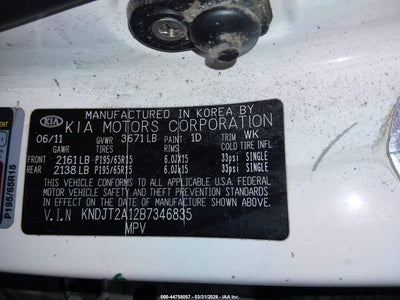 MANUFACTURED IN KOREA BY
KIA KIA MOTORS CORPORATION
06/11 GVWR 3671LB PAINT 1D TRIM WK
GAWR TIRES RIMS COLD TIRE INFL.
FRONT 2161LB P195/65R15 6.0JX15 33psi SINGLE
REAR 2138LB P195/65R15 6.0JX15 33psi SINGLE
THIS VEHICLE CONFORMS TO ALL APPLICABLE U.S.A. FEDERAL
MOTOR VEHICLE SAFETY AND THEFT PREVENTION STANDARDS
IN EFFECT ON THE DATE OF MANUFACTURE SHOWN ABOVE.
V.I.N KNDJT2A12B7346835
MPV
P195/65R15
000-44758057 - 03/31/2026 - IAA